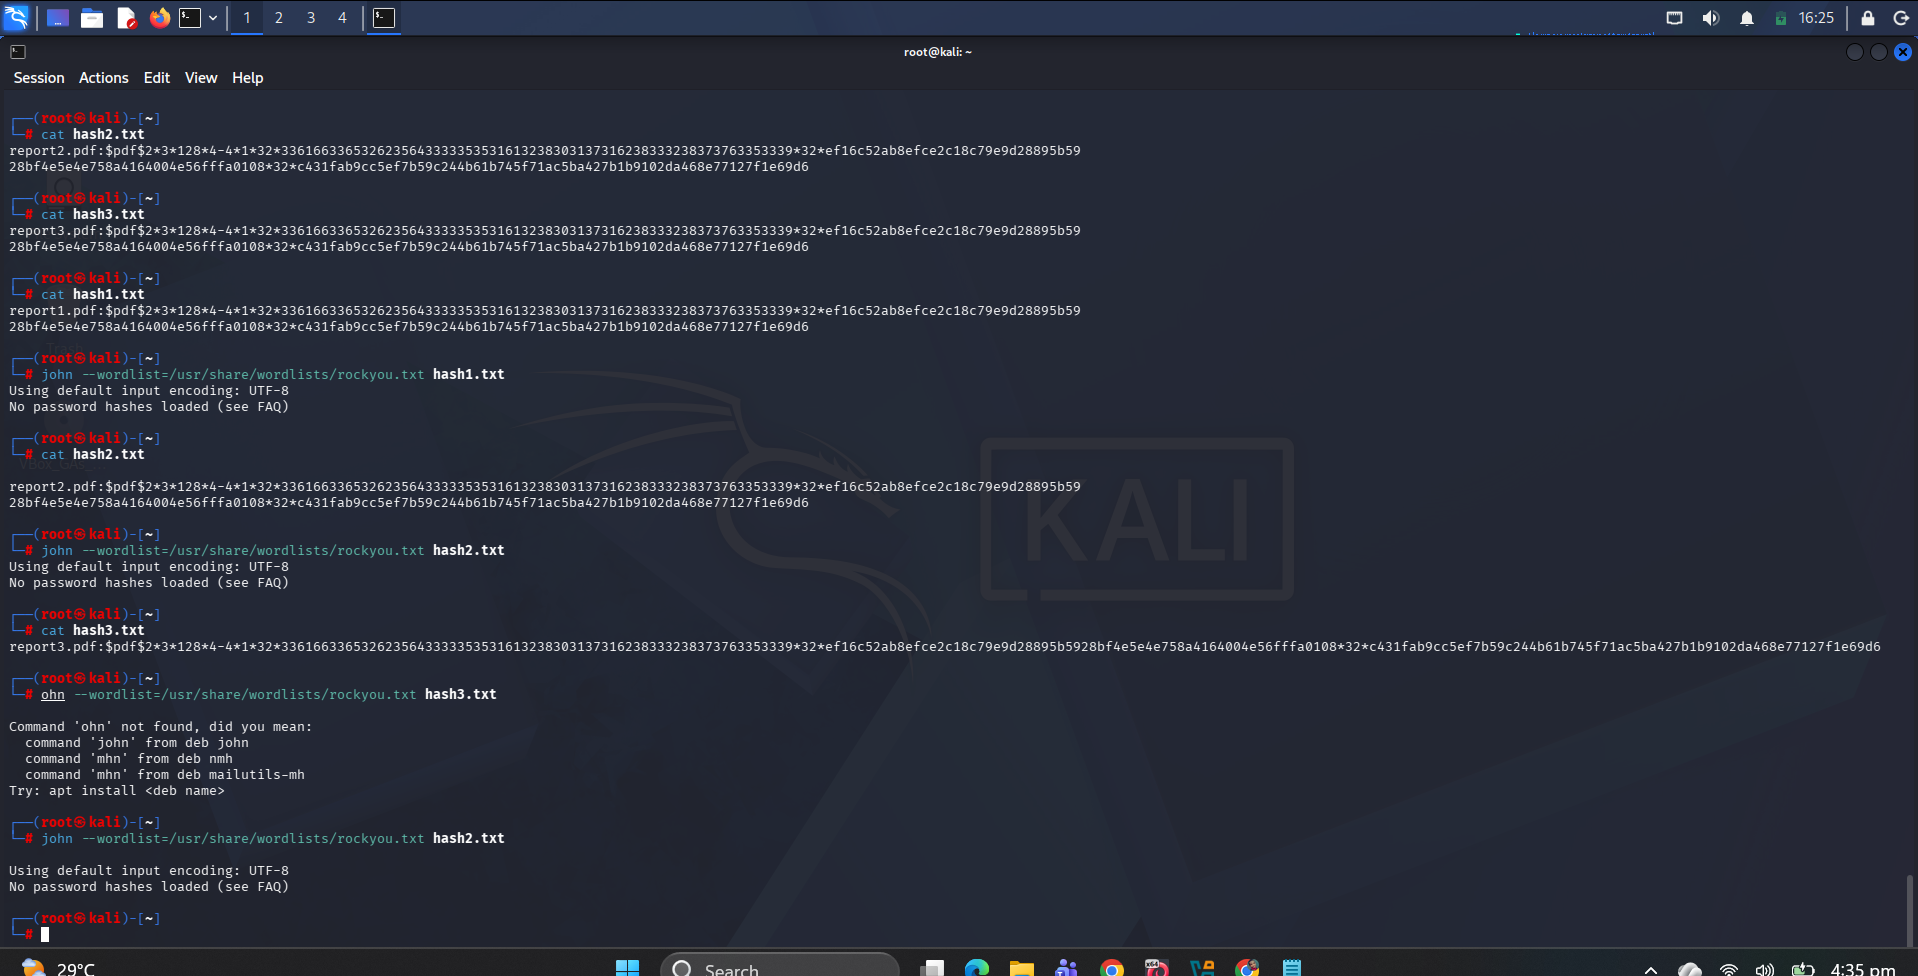 1 2 3 4 16:25
root@kali: ~
Session Actions Edit View Help
┌──(root㉿kali)-[~]
└─# cat hash2.txt
report2.pdf:$pdf$2*3*128*4-4*1*32*3361663365326235643333353531613238303137316238333238373763353339*32*ef16c52ab8efce2c18c79e9d28895b59
28bf4e5e4e758a4164004e56fffa0108*32*c431fab9cc5ef7b59c244b61b745f71ac5ba427b1b9102da468e77127f1e69d6
┌──(root㉿kali)-[~]
└─# cat hash3.txt
report3.pdf:$pdf$2*3*128*4-4*1*32*3361663365326235643333353531613238303137316238333238373763353339*32*ef16c52ab8efce2c18c79e9d28895b59
28bf4e5e4e758a4164004e56fffa0108*32*c431fab9cc5ef7b59c244b61b745f71ac5ba427b1b9102da468e77127f1e69d6
┌──(root㉿kali)-[~]
└─# cat hash1.txt
report1.pdf:$pdf$2*3*128*4-4*1*32*3361663365326235643333353531613238303137316238333238373763353339*32*ef16c52ab8efce2c18c79e9d28895b59
28bf4e5e4e758a4164004e56fffa0108*32*c431fab9cc5ef7b59c244b61b745f71ac5ba427b1b9102da468e77127f1e69d6
Trash
┌──(root㉿kali)-[~]
└─# john --wordlist=/usr/share/wordlists/rockyou.txt hash1.txt
Using default input encoding: UTF-8
No password hashes loaded (see FAQ)
┌──(root㉿kali)-[~]
└─# cat hash2.txt
VBox_GAs_...
report2.pdf:$pdf$2*3*128*4-4*1*32*3361663365326235643333353531613238303137316238333238373763353339*32*ef16c52ab8efce2c18c79e9d28895b59
28bf4e5e4e758a4164004e56fffa0108*32*c431fab9cc5ef7b59c244b61b745f71ac5ba427b1b9102da468e77127f1e69d6
KALI
┌──(root㉿kali)-[~]
└─# john --wordlist=/usr/share/wordlists/rockyou.txt hash2.txt
Using default input encoding: UTF-8
No password hashes loaded (see FAQ)
┌──(root㉿kali)-[~]
└─# cat hash3.txt
report3.pdf:$pdf$2*3*128*4-4*1*32*3361663365326235643333353531613238303137316238333238373763353339*32*ef16c52ab8efce2c18c79e9d28895b5928bf4e5e4e758a4164004e56fffa0108*32*c431fab9cc5ef7b59c244b61b745f71ac5ba427b1b9102da468e77127f1e69d6
┌──(root㉿kali)-[~]
└─# ohn --wordlist=/usr/share/wordlists/rockyou.txt hash3.txt
Command 'ohn' not found, did you mean:
command 'john' from deb john
command 'mhn' from deb nmh
command 'mhn' from deb mailutils-mh
Try: apt install <deb name>
┌──(root㉿kali)-[~]
└─# john --wordlist=/usr/share/wordlists/rockyou.txt hash2.txt
Using default input encoding: UTF-8
No password hashes loaded (see FAQ)
┌──(root㉿kali)-[~]
└─#
29°C Search 4:35 pm